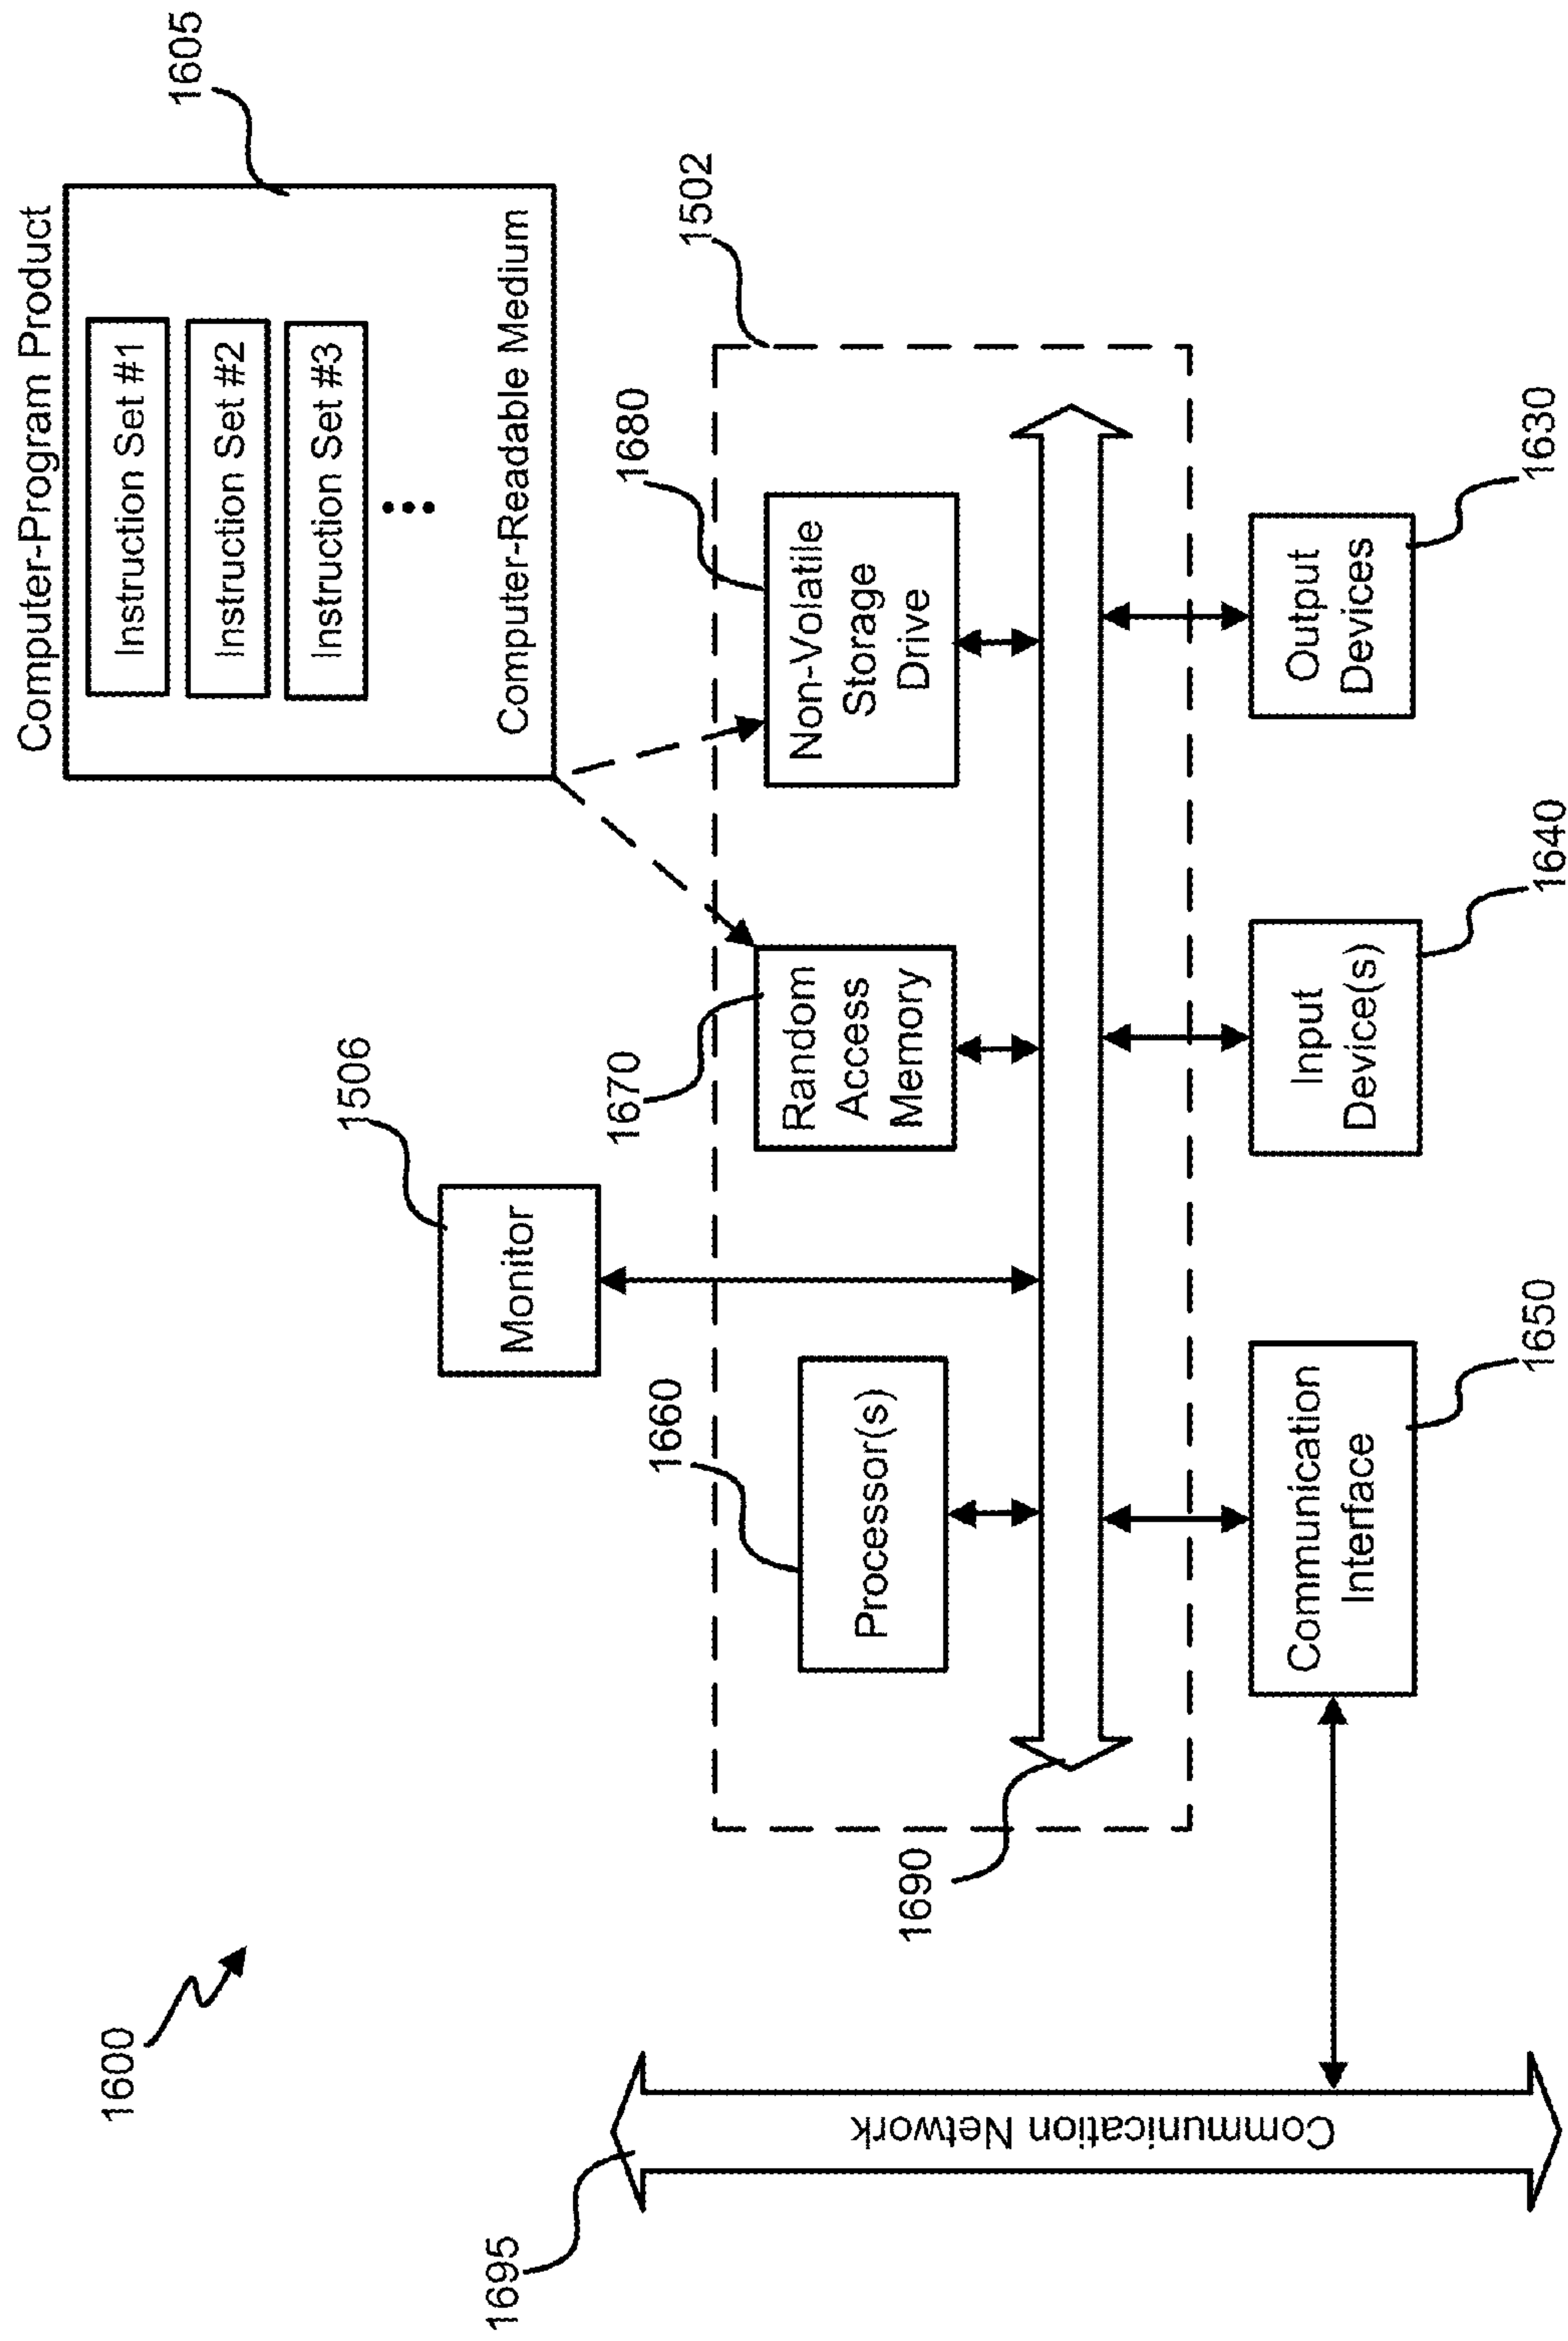 1600
Computer-Program Product
Instruction Set #1
Instruction Set #2
Instruction Set #3
Computer-Readable Medium
1605
1506
Monitor
1502
1660
Processor(s)
1670
Random
Access
Memory
1680
Non-Volatile
Storage
Drive
1690
1695
Communication Network
Communication
Interface
1650
Input
Device(s)
1640
Output
Devices
1630